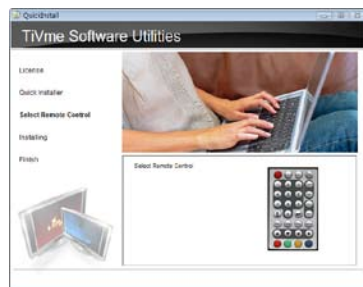 QuickInstall
TiVme Software Utilities
License
Quick Installer
Select Remote Control
Installing
Finish
Select Remote Control